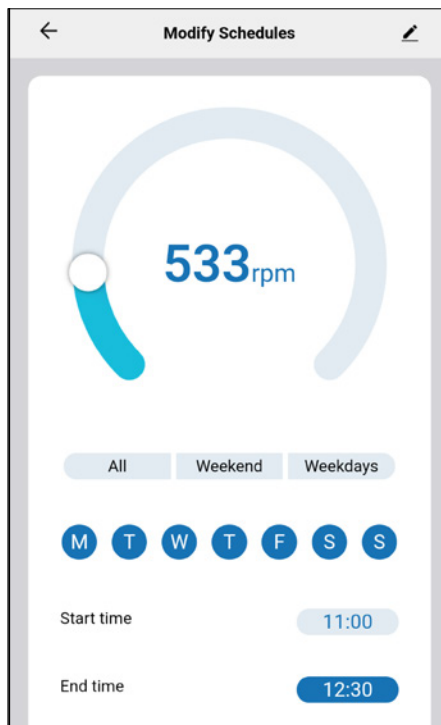 Modify Schedules
533rpm
All Weekend Weekdays
M T W T F S S
Start time 11:00
End time 12:30